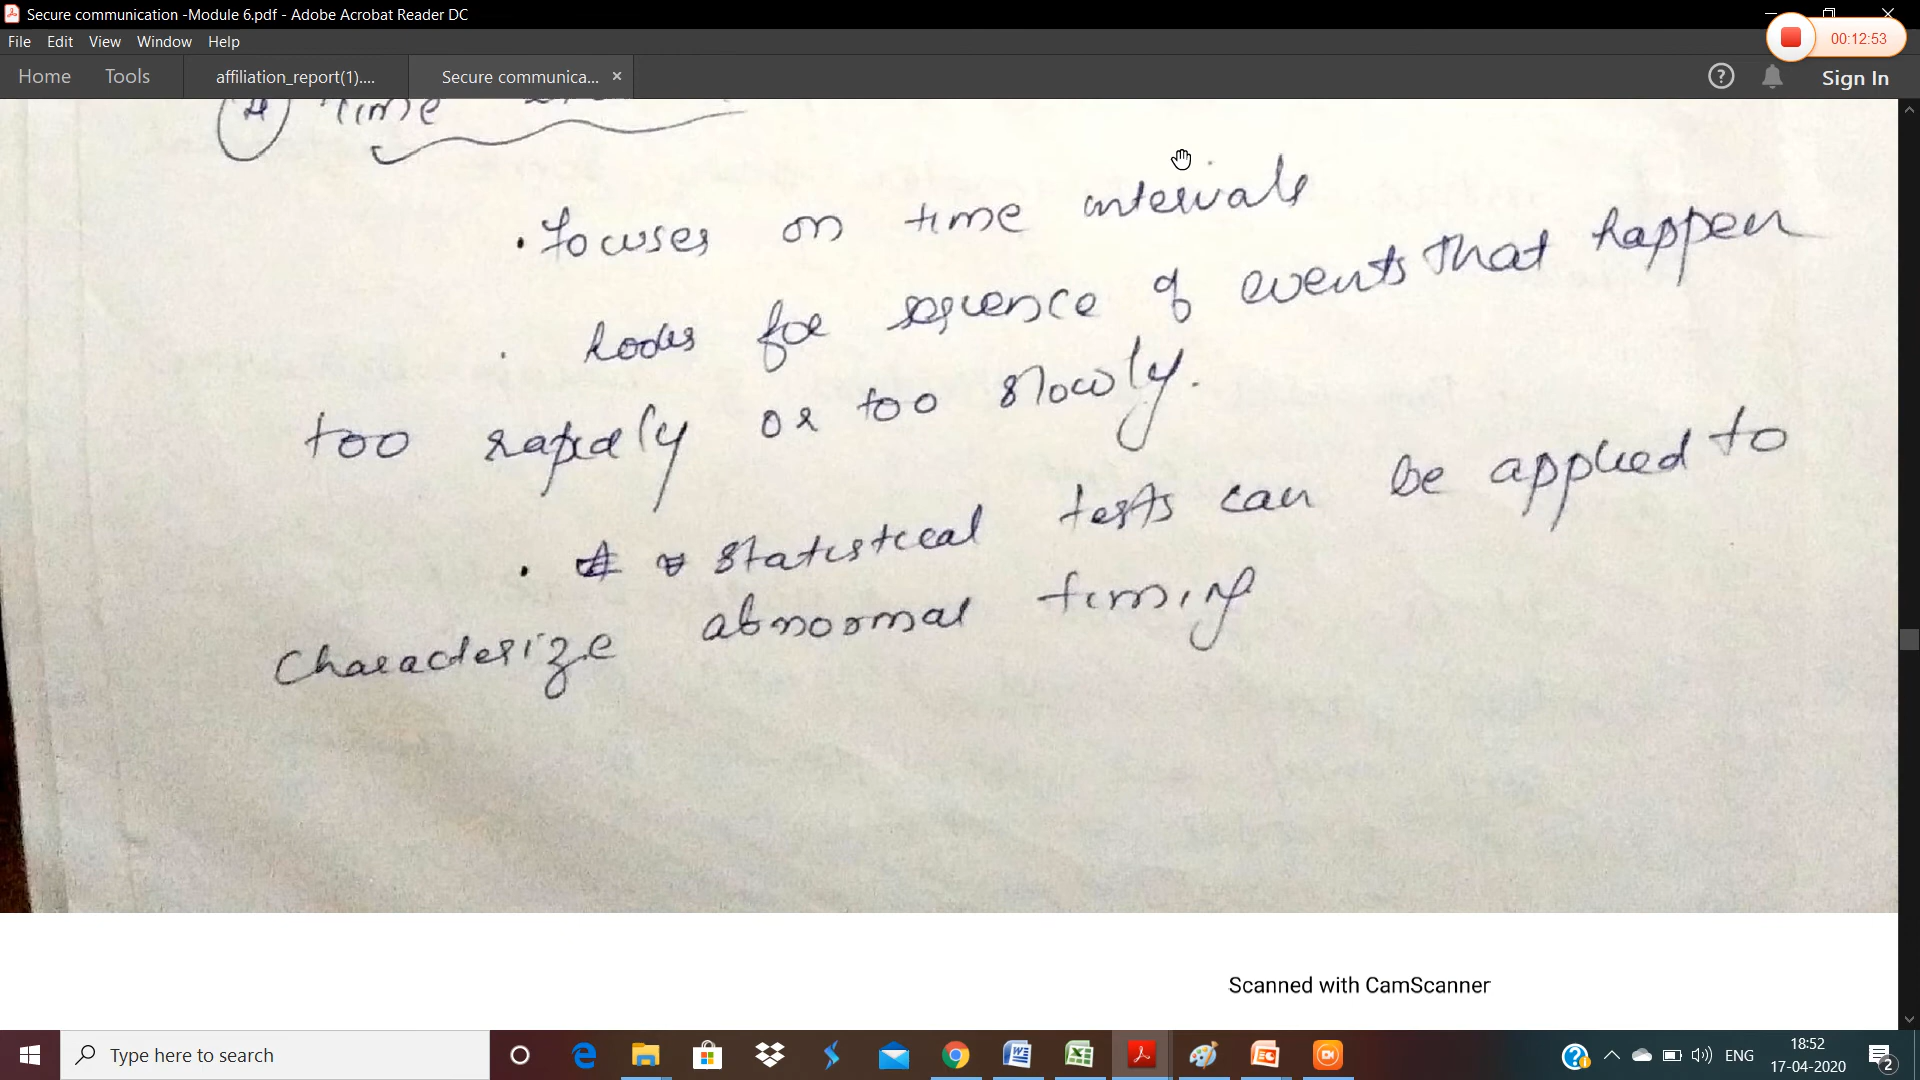 Secure communication -Module 6.pdf - Adobe Acrobat Reader DC
00:12:53
File Edit View Window Help
Home Tools affiliation_report(1).... Secure communica... × Sign In
Time
. focuses on time intervals
. looks for sequence of events that happen
too rapidly or too slowly.
. statistical tests can be applied to
characterize abnormal timing
Scanned with CamScanner
Type here to search
ENG
18:52
17-04-2020
2